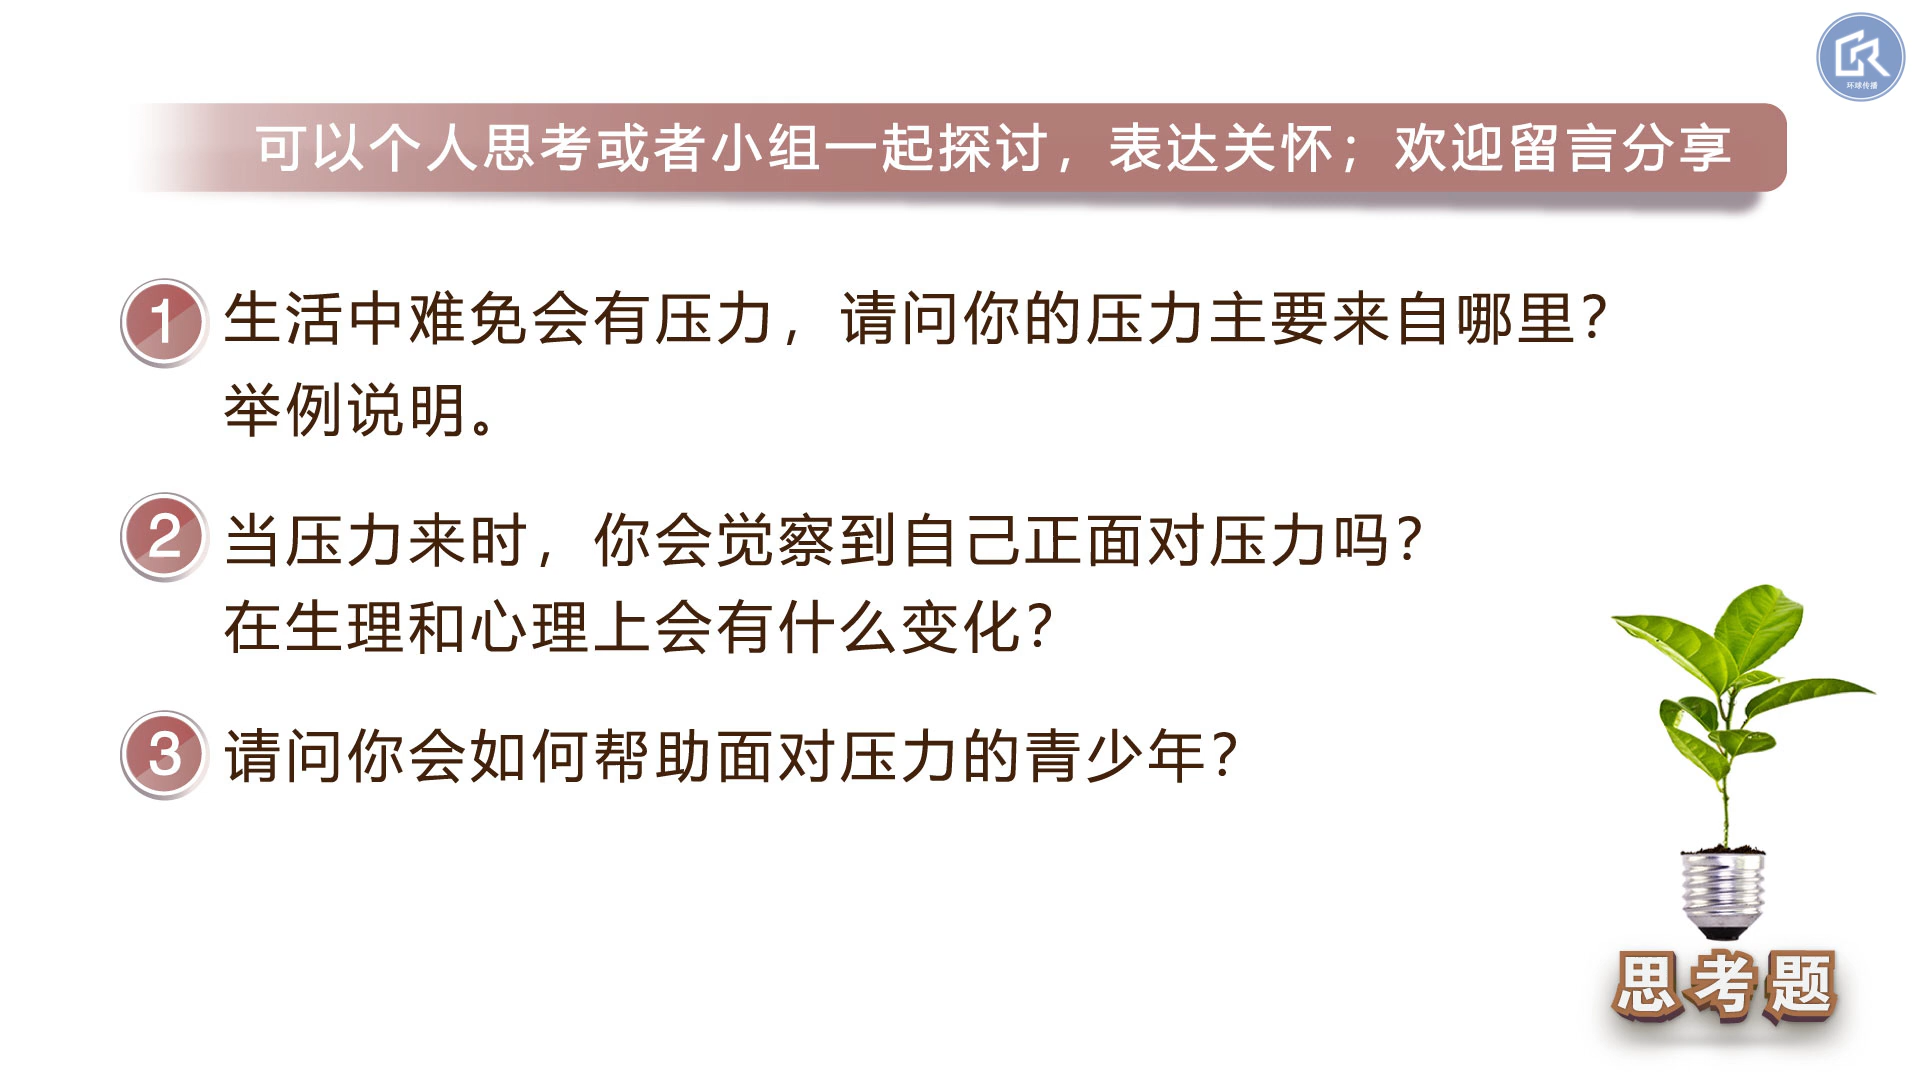 环球传播
可以个人思考或者小组一起探讨，表达关怀；欢迎留言分享
1 生活中难免会有压力，请问你的压力主要来自哪里？
举例说明。
2 当压力来时，你会觉察到自己正面对压力吗？
在生理和心理上会有什么变化？
3 请问你会如何帮助面对压力的青少年？
思考题